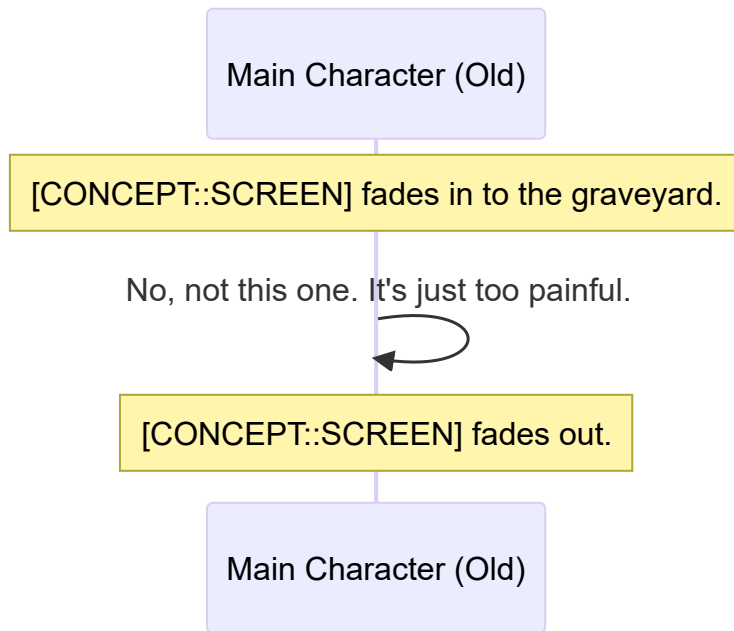 Main Character (Old)
[CONCEPT::SCREEN] fades in to the graveyard.
No, not this one. It's just too painful.
[CONCEPT::SCREEN] fades out.
Main Character (Old)